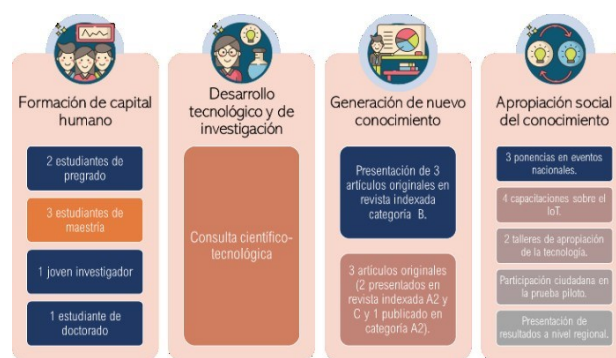 Formación de capital
humano
2 estudiantes de
pregrado
3 estudiantes de
maestría
1 joven investigador
1 estudiante de
doctorado
Desarrollo
tecnológico y de
investigación
Consulta científico-
tecnológica
Generación de nuevo
conocimiento
Presentación de 3
artículos originales en
revista indexada
categoría B.
3 artículos originales
(2 presentados en
revista indexada A2 y
C y 1 publicado en
categoría A2).
Apropiación social
del conocimiento
3 ponencias en eventos
nacionales.
4 capacitaciones sobre el
IoT.
2 talleres de apropiación
de la tecnología.
Participación ciudadana
en la prueba piloto.
Presentación de
resultados a nivel regional.